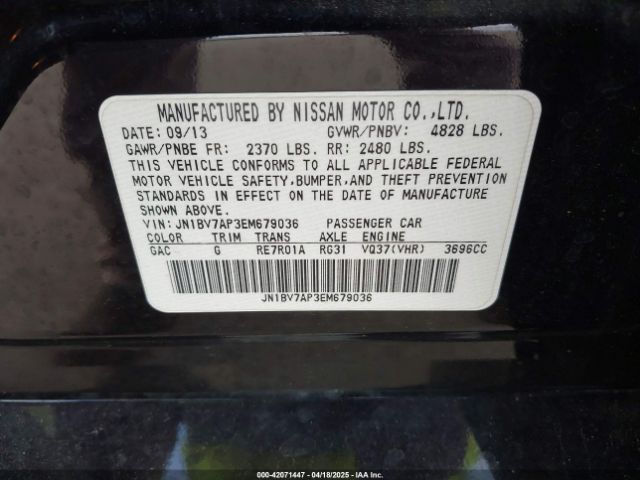 MANUFACTURED BY NISSAN MOTOR CO.,LTD.
DATE: 09/13 GVWR/PNBV: 4828 LBS.
GAWR/PNBE FR: 2370 LBS. RR: 2480 LBS.
THIS VEHICLE CONFORMS TO ALL APPLICABLE FEDERAL
MOTOR VEHICLE SAFETY,BUMPER,AND THEFT PREVENTION
STANDARDS IN EFFECT ON THE DATE OF MANUFACTURE
SHOWN ABOVE.
VIN: JN1BV7AP3EM679036 PASSENGER CAR
COLOR TRIM TRANS AXLE ENGINE
GAC G RE7R01A RG31 VQ37(VHR) 3696CC
JN1BV7AP3EM679036
000-42071447 - 04/18/2025 - IAA Inc.